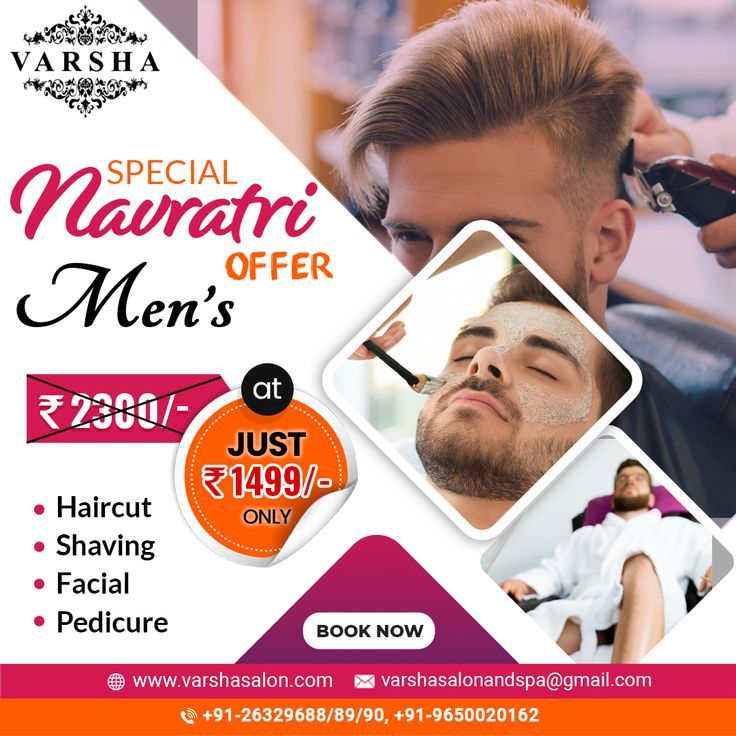 VARSHA
SPECIAL
Navratri
OFFER
Men's
₹ 2380/-
at
JUST
₹1499/-
ONLY
• Haircut
• Shaving
• Facial
• Pedicure
BOOK NOW
www.varshasalon.com varshasalonandspa@gmail.com
+91-26329688/89/90, +91-9650020162